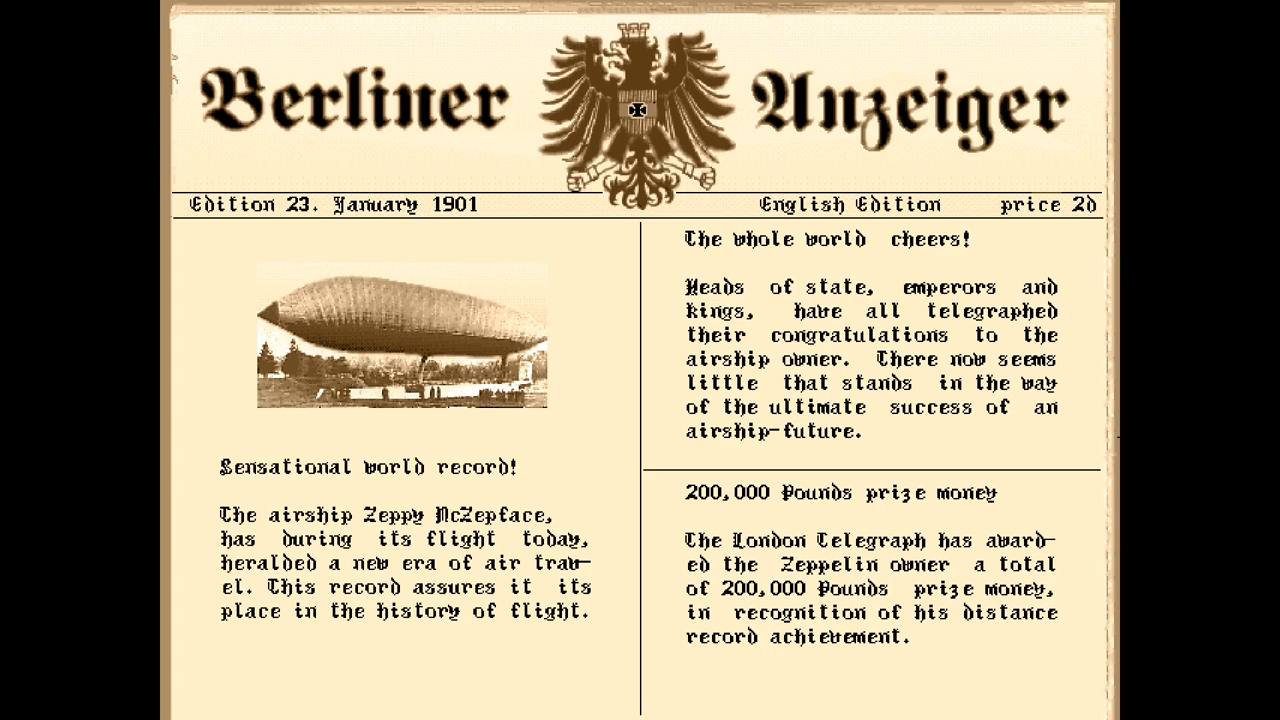 Berliner Anzeiger
Edition 23. January 1901 English Edition price 2d
Sensational world record!
The airship Zeppy McZepface,
has during its flight today,
heralded a new era of air trav-
el. This record assures it its
place in the history of flight.
The whole world cheers!
Heads of state, emperors and
kings, have all telegraphed
their congratulations to the
airship owner. There now seems
little that stands in the way
of the ultimate success of an
airship-future.
200,000 Pounds prize money
The London Telegraph has award-
ed the Zeppelin owner a total
of 200,000 Pounds prize money,
in recognition of his distance
record achievement.